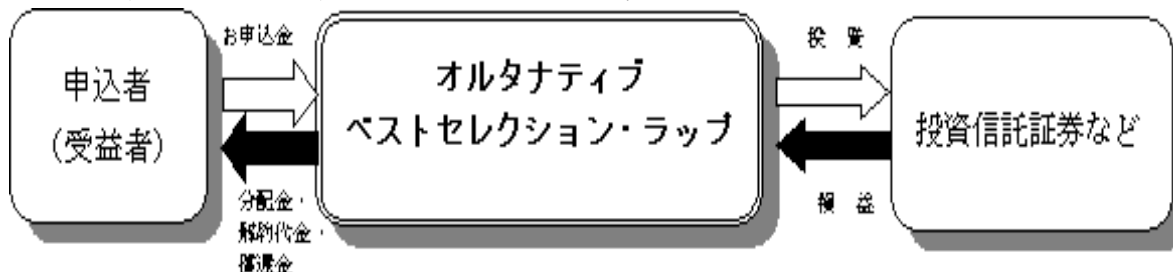 申込者
(受益者)
お申込金
分配金・
解約代金・
償還金
オルタナティブ
ベストセレクション・ラップ
投 資
損 益
投資信託証券など